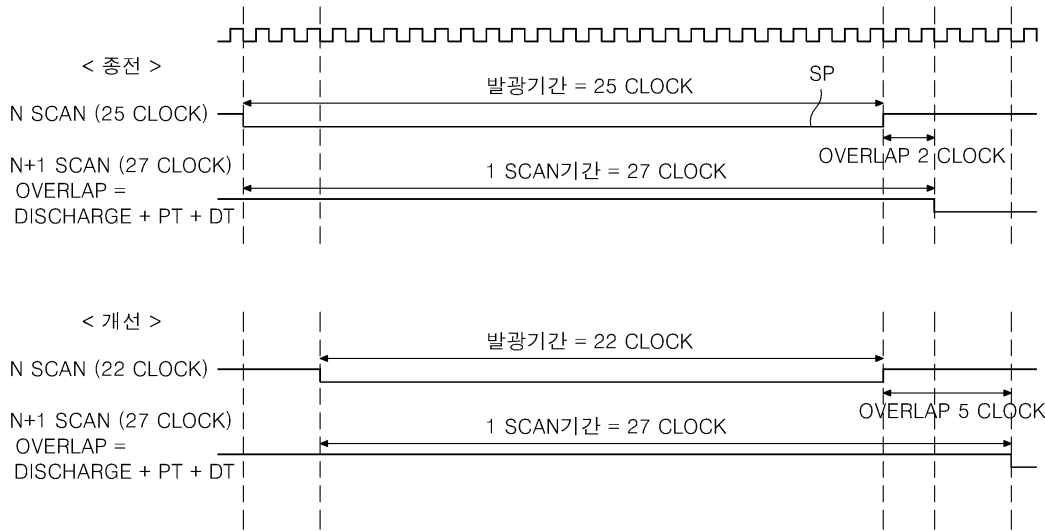 < 종전 >
발광기간 = 25 CLOCK
SP
N SCAN (25 CLOCK)
OVERLAP 2 CLOCK
N+1 SCAN (27 CLOCK)
1 SCAN기간 = 27 CLOCK
OVERLAP =
DISCHARGE + PT + DT
< 개선 >
발광기간 = 22 CLOCK
N SCAN (22 CLOCK)
OVERLAP 5 CLOCK
N+1 SCAN (27 CLOCK)
1 SCAN기간 = 27 CLOCK
OVERLAP =
DISCHARGE + PT + DT